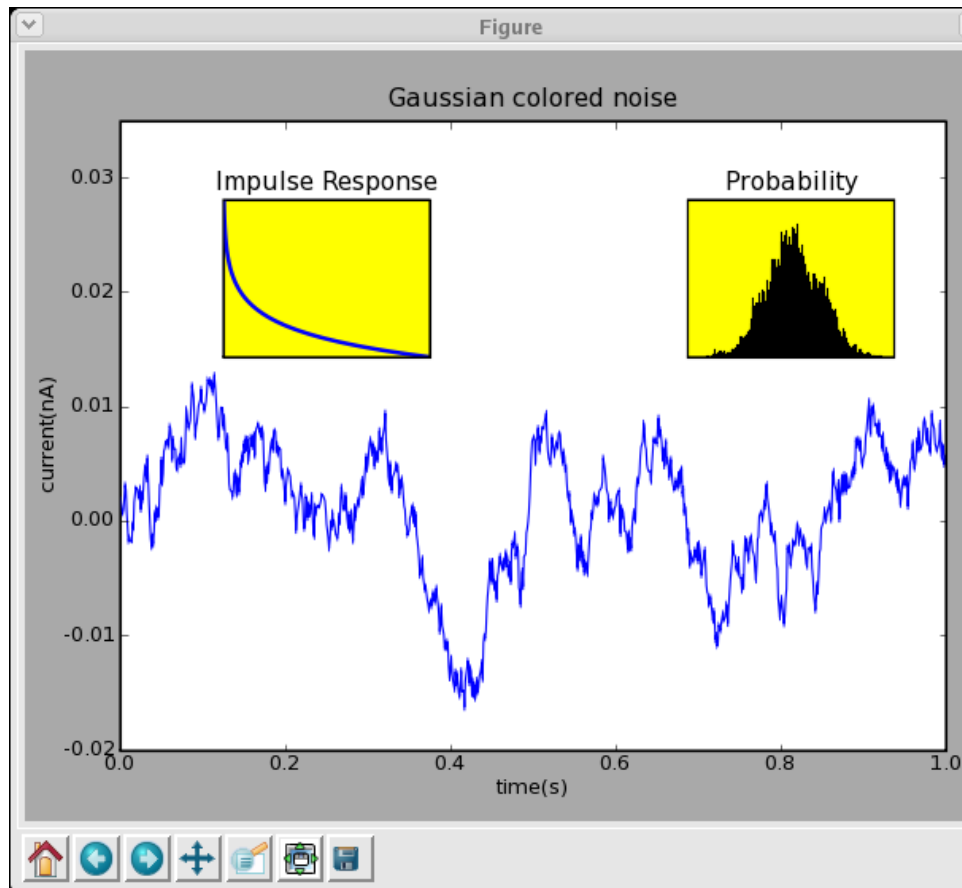 Figure
Gaussian colored noise
Impulse Response
Probability
0.03
0.02
0.01
0.00
-0.01
-0.02
current(nA)
0.0 0.2 0.4 0.6 0.8 1.0
time(s)